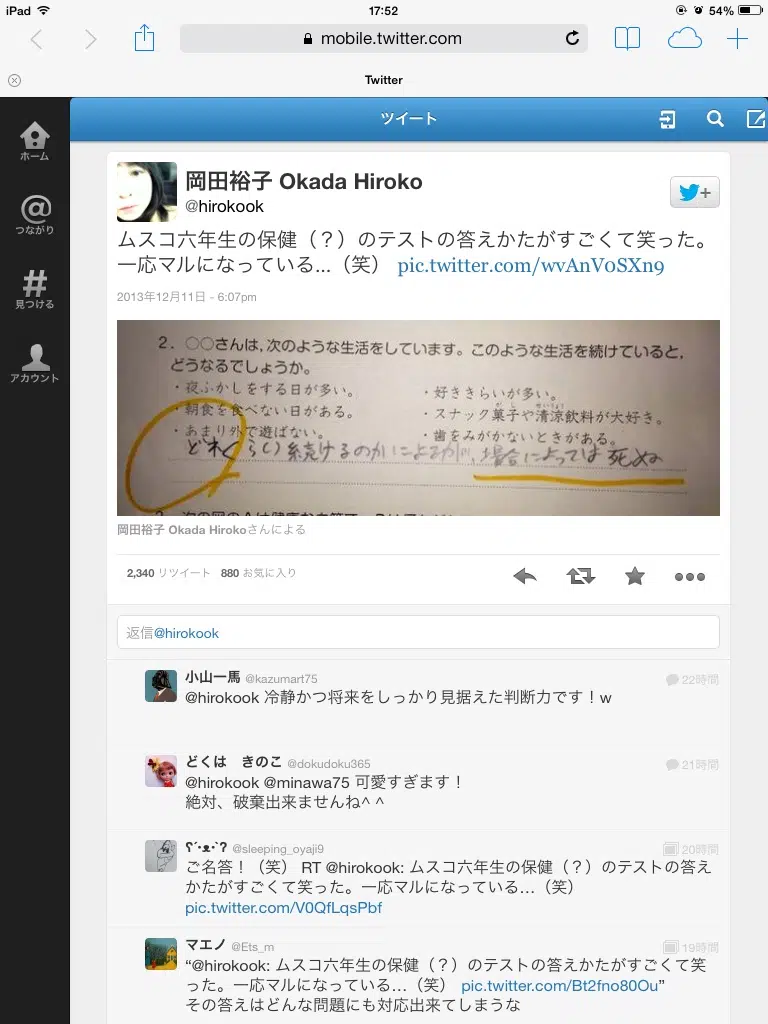 iPad
17:52
54%
mobile.twitter.com
Twitter
ツイート
ホーム
@
つながり
#
見つける
アカウント
岡田裕子 Okada Hiroko
@hirokook
ムスコ六年生の保健（？）のテストの答えかたがすごくて笑った。
一応マルになっている…（笑） pic.twitter.com/wvAnV0SXn9
2013年12月11日 - 6:07pm
2. ○○さんは,次のような生活をしています。このような生活を続けていると,
どうなるでしょうか。
・夜ふかしをする日が多い。 ・好ききらいが多い。
・朝食を食べない日がある。 ・スナック菓子や清涼飲料が大好き。
・あまり外で遊ばない。 ・歯をみがかないときがある。
どれくらい続けるのかによるが,場合によっては死ぬ
岡田裕子 Okada Hirokoさんによる
2,340 リツイート 880 お気に入り
返信@hirokook
小山一馬 @kazumart75 22時間
@hirokook 冷静かつ将来をしっかり見据えた判断力です！w
どくは　きのこ @dokudoku365 21時間
@hirokook @minawa75 可愛すぎます！
絶対、破棄出来ませんね^ ^
ʕ´•ᴥ•`ʔ @sleeping_oyaji9 20時間
ご名答！（笑） RT @hirokook: ムスコ六年生の保健（？）のテストの答え
かたがすごくて笑った。一応マルになっている…（笑）
pic.twitter.com/V0QfLqsPbf
マエノ @Ets_m 19時間
“@hirokook: ムスコ六年生の保健（？）のテストの答えかたがすごくて笑
った。一応マルになっている…（笑） pic.twitter.com/Bt2fno80Ou”
その答えはどんな問題にも対応出来てしまうな